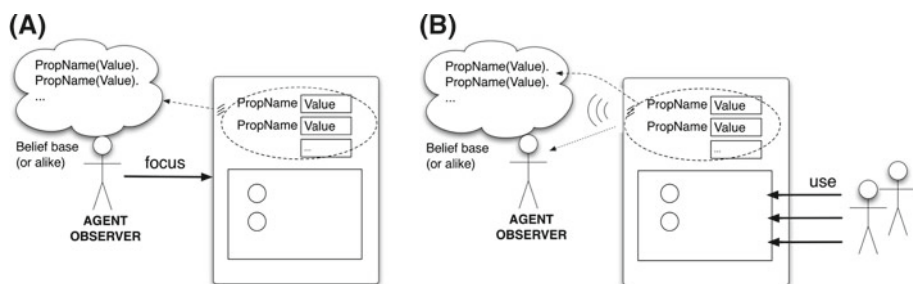 (A)
PropName(Value).
PropName(Value).
...
PropName Value
PropName Value
...
Belief base
(or alike)
focus
AGENT
OBSERVER
(B)
PropName(Value).
PropName(Value).
...
PropName Value
PropName Value
...
Belief base
(or alike)
use
AGENT
OBSERVER